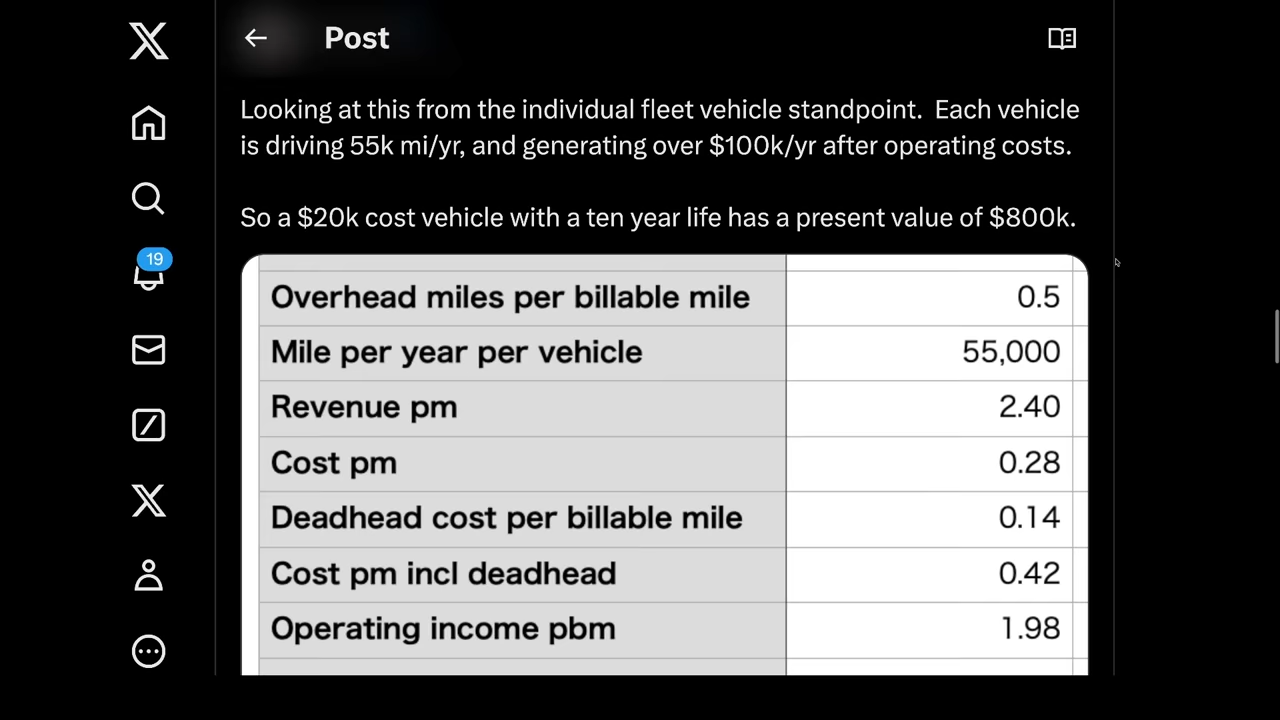 Post
Looking at this from the individual fleet vehicle standpoint.  Each vehicle
is driving 55k mi/yr, and generating over $100k/yr after operating costs.
So a $20k cost vehicle with a ten year life has a present value of $800k.
19
Overhead miles per billable mile 0.5
Mile per year per vehicle 55,000
Revenue pm 2.40
Cost pm 0.28
Deadhead cost per billable mile 0.14
Cost pm incl deadhead 0.42
Operating income pbm 1.98